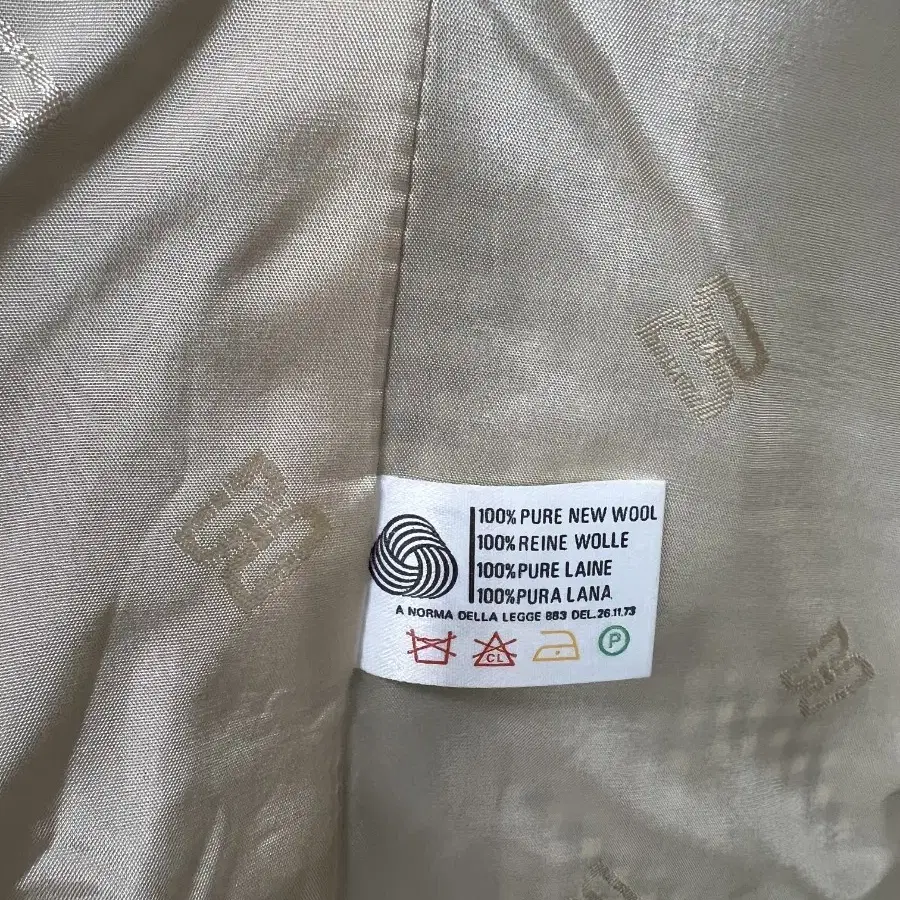 100% PURE NEW WOOL
100% REINE WOLLE
100% PURE LAINE
100% PURA LANA
A NORMA DELLA LEGGE 883 DEL.26.11.73
CL P